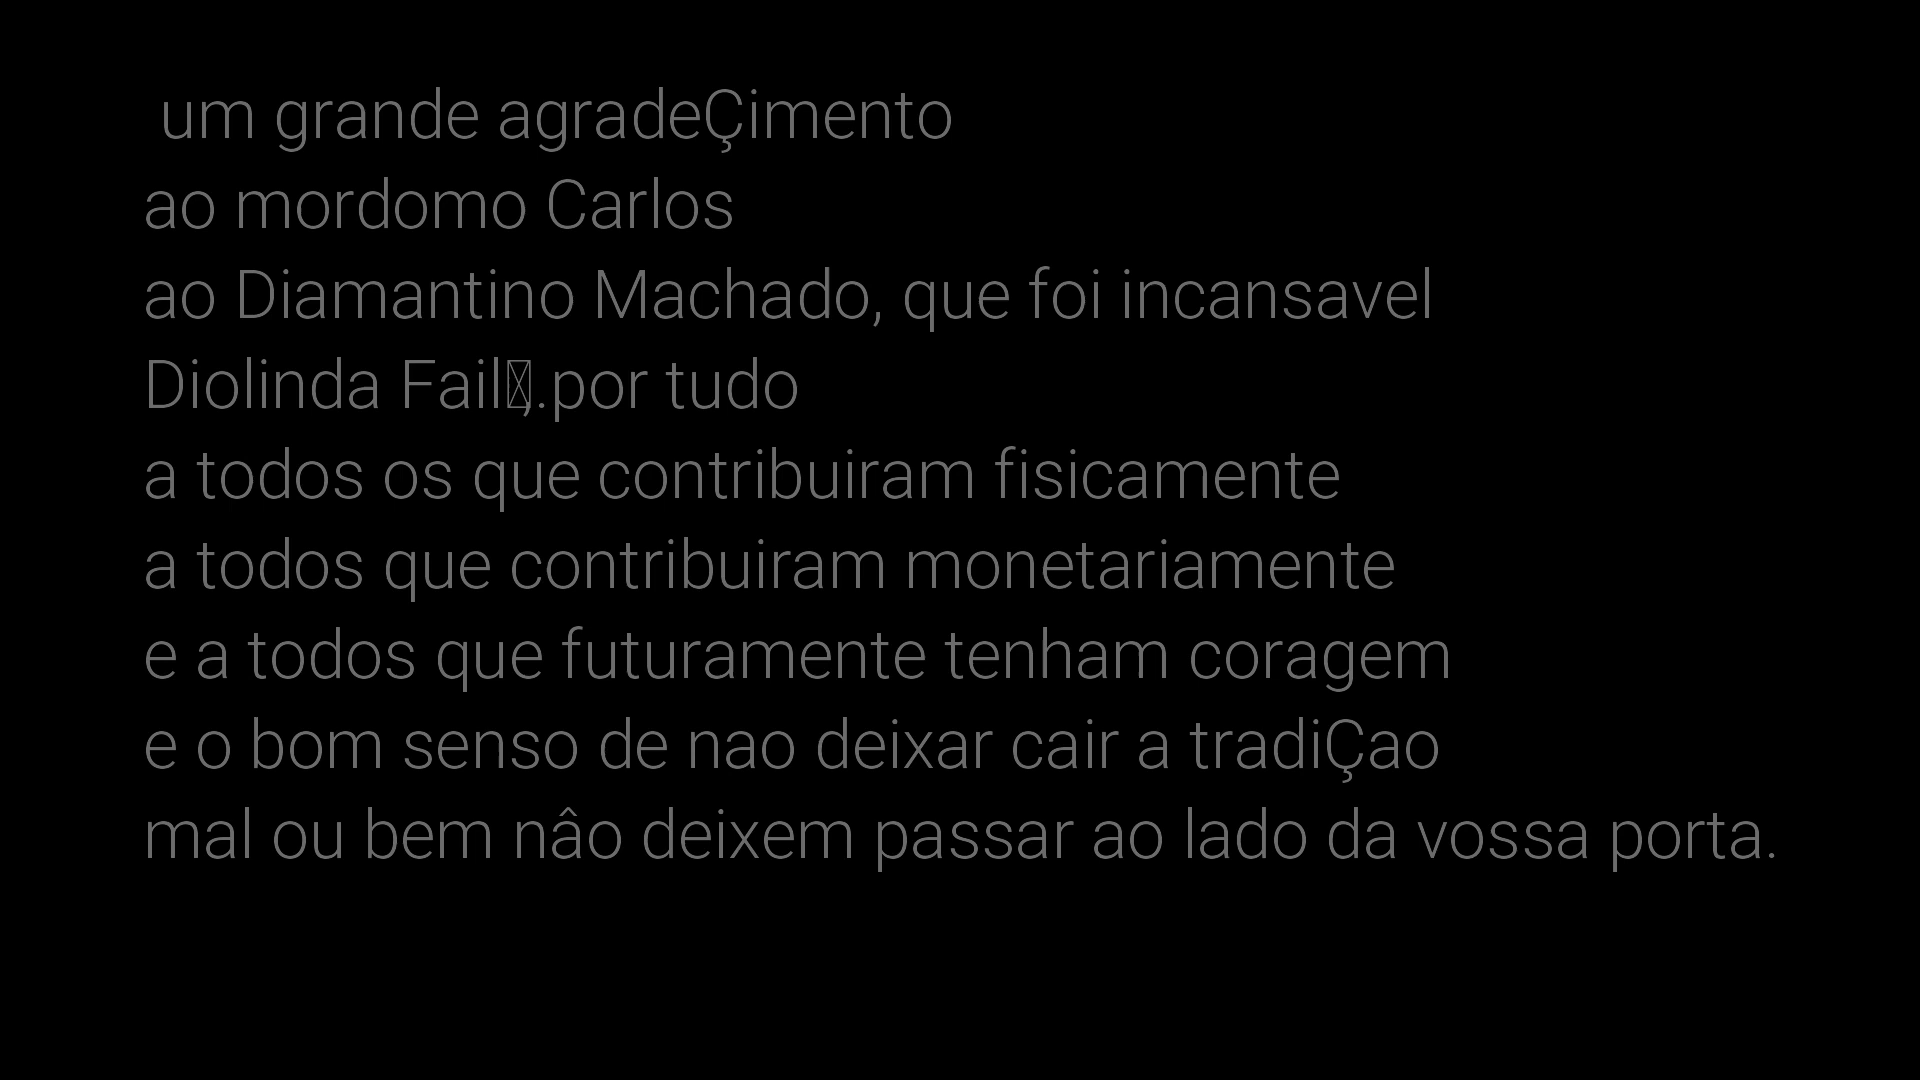 um grande agradeÇimento
ao mordomo Carlos
ao Diamantino Machado, que foi incansavel
Diolinda por tudo
a todos os que contribuiram fisicamente
a todos que contribuiram monetariamente
e a todos que futuramente tenham coragem
e o bom senso de nao deixar cair a tradiÇao
mal ou bem nâo deixem passar ao lado da vossa porta.